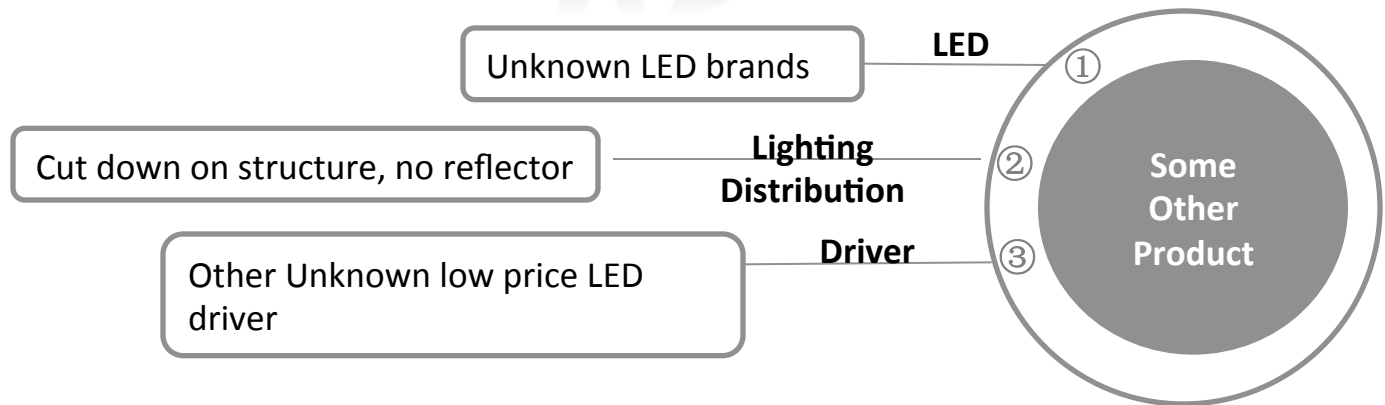 Unknown LED brands
LED
①
Cut down on structure, no reflector
Lighting
Distribution
②
Other Unknown low price LED
driver
Driver
③
Some
Other
Product